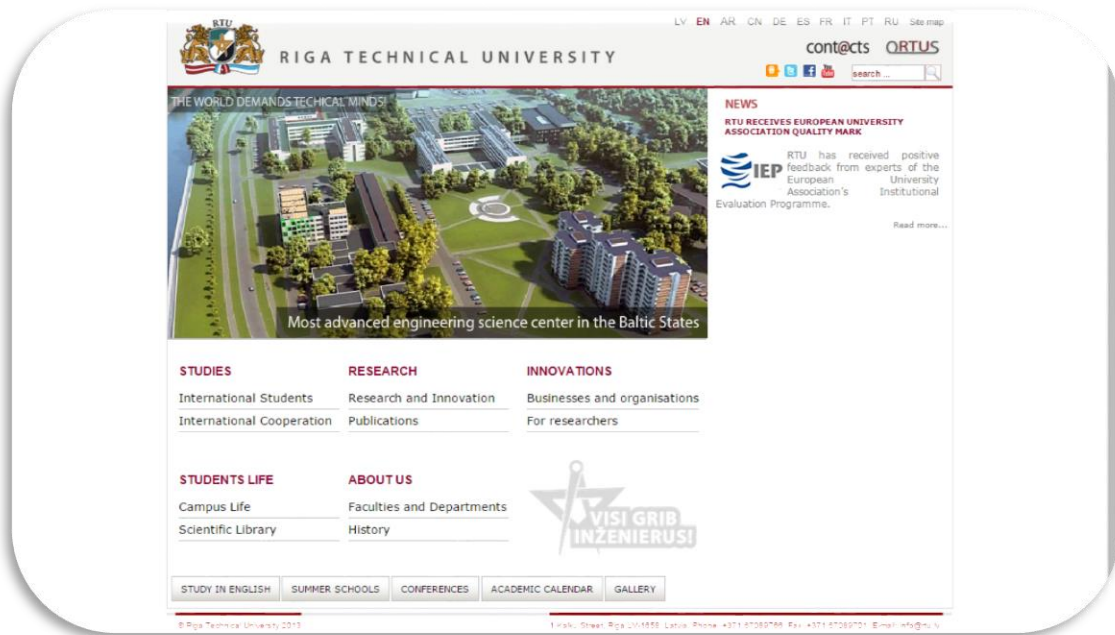 LV EN AR CN DE ES FR IT PT RU Site map
RTU
RIGA TECHNICAL UNIVERSITY
cont@cts ORTUS
search ...
THE WORLD DEMANDS TECHICAL MINDS!
Most advanced engineering science center in the Baltic States
NEWS
RTU RECEIVES EUROPEAN UNIVERSITY
ASSOCIATION QUALITY MARK
IEP
RTU has received positive
feedback from experts of the
European University
Association's Institutional
Evaluation Programme.
Read more...
STUDIES
International Students
International Cooperation
RESEARCH
Research and Innovation
Publications
INNOVATIONS
Businesses and organisations
For researchers
STUDENTS LIFE
Campus Life
Scientific Library
ABOUT US
Faculties and Departments
History
VISI GRIB
INŽENIERUS!
STUDY IN ENGLISH SUMMER SCHOOLS CONFERENCES ACADEMIC CALENDAR GALLERY
© Riga Technical University 2013
Street, Riga Latvia, Phone: Fax: